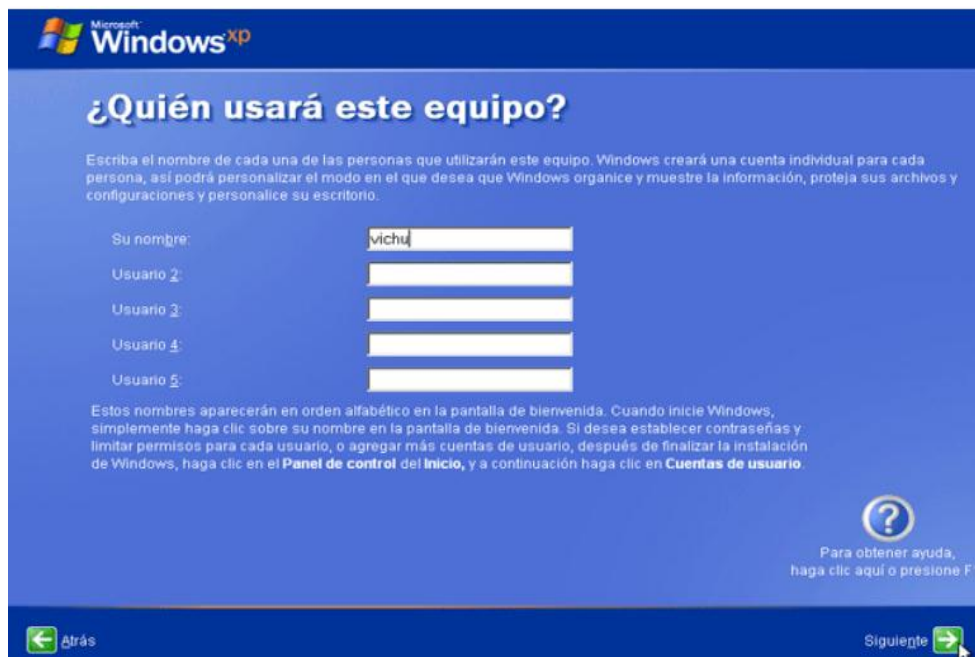 Microsoft
Windows xp
¿Quién usará este equipo?
Escriba el nombre de cada una de las personas que utilizarán este equipo. Windows creará una cuenta individual para cada
persona, así podrá personalizar el modo en el que desea que Windows organice y muestre la información, proteja sus archivos y
configuraciones y personalice su escritorio.
Su nombre: vichu
Usuario 2:
Usuario 3:
Usuario 4:
Usuario 5:
Estos nombres aparecerán en orden alfabético en la pantalla de bienvenida. Cuando inicie Windows,
simplemente haga clic sobre su nombre en la pantalla de bienvenida. Si desea establecer contraseñas y
limitar permisos para cada usuario, o agregar más cuentas de usuario, después de finalizar la instalación
de Windows, haga clic en el Panel de control del Inicio, y a continuación haga clic en Cuentas de usuario.
?
Para obtener ayuda,
haga clic aquí o presione F
Atrás
Siguiente